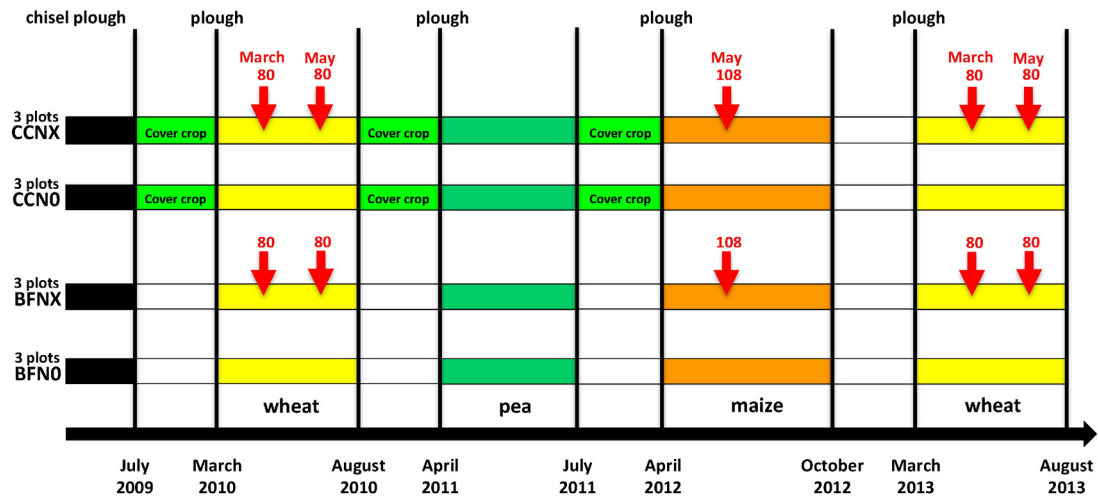 chisel plough plough plough plough plough
March May May March May
80 80 108 80 80
3 plots
CCNX
Cover crop Cover crop Cover crop
3 plots
CCN0
Cover crop Cover crop Cover crop
80 80 108 80 80
3 plots
BFNX
3 plots
BFN0
wheat pea maize wheat
July March August April July April October March August
2009 2010 2010 2011 2011 2012 2012 2013 2013